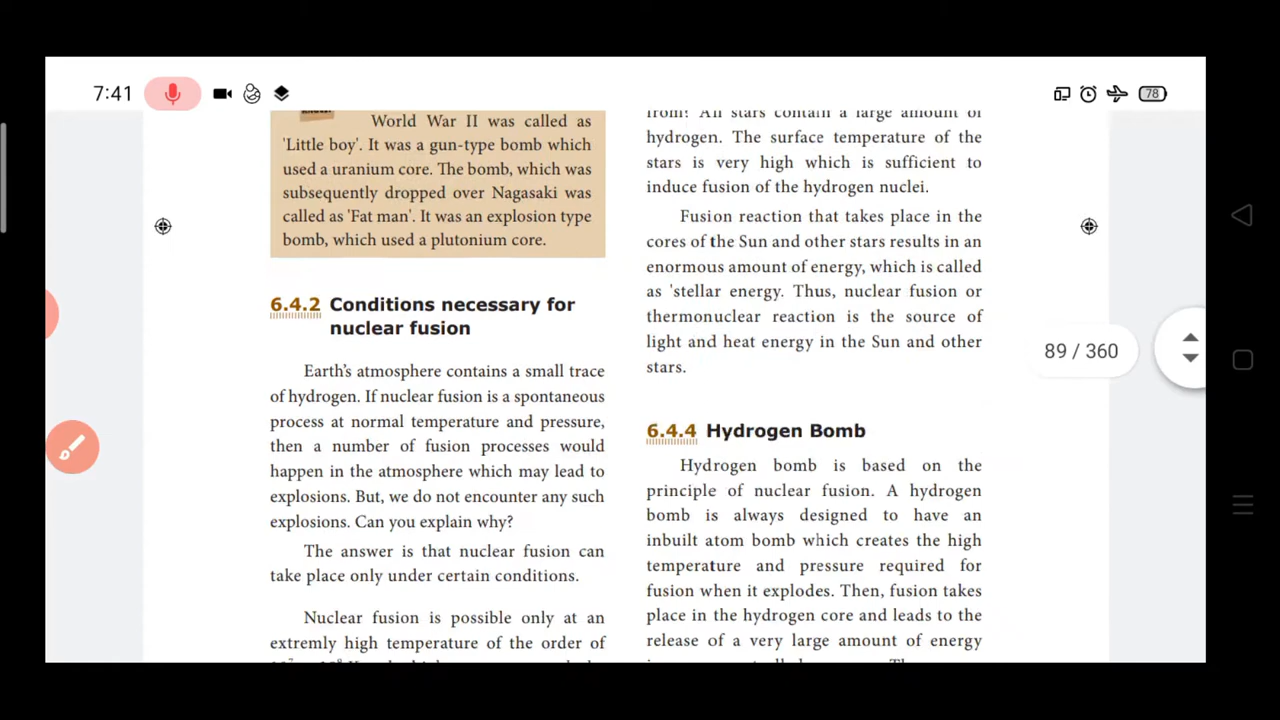 7:41
78
World War II was called as
'Little boy'. It was a gun-type bomb which
used a uranium core. The bomb, which was
subsequently dropped over Nagasaki was
called as 'Fat man'. It was an explosion type
bomb, which used a plutonium core.
6.4.2 Conditions necessary for
nuclear fusion
Earth's atmosphere contains a small trace
of hydrogen. If nuclear fusion is a spontaneous
process at normal temperature and pressure,
then a number of fusion processes would
happen in the atmosphere which may lead to
explosions. But, we do not encounter any such
explosions. Can you explain why?
The answer is that nuclear fusion can
take place only under certain conditions.
Nuclear fusion is possible only at an
extremely high temperature of the order of
from? All stars contain a large amount of
hydrogen. The surface temperature of the
stars is very high which is sufficient to
induce fusion of the hydrogen nuclei.
Fusion reaction that takes place in the
cores of the Sun and other stars results in an
enormous amount of energy, which is called
as 'stellar energy. Thus, nuclear fusion or
thermonuclear reaction is the source of
light and heat energy in the Sun and other
stars.
6.4.4 Hydrogen Bomb
Hydrogen bomb is based on the
principle of nuclear fusion. A hydrogen
bomb is always designed to have an
inbuilt atom bomb which creates the high
temperature and pressure required for
fusion when it explodes. Then, fusion takes
place in the hydrogen core and leads to the
release of a very large amount of energy
89 / 360